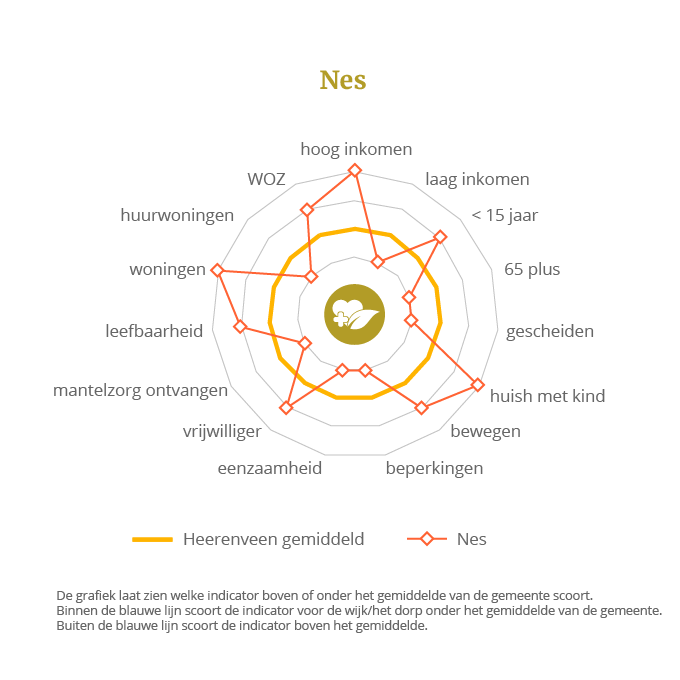 Nes
hoog inkomen
WOZ
laag inkomen
huurwoningen
< 15 jaar
woningen
65 plus
leefbaarheid
gescheiden
mantelzorg ontvangen
huish met kind
vrijwilliger
bewegen
eenzaamheid
beperkingen
Heerenveen gemiddeld
Nes
De grafiek laat zien welke indicator boven of onder het gemiddelde van de gemeente scoort.
Binnen de blauwe lijn scoort de indicator voor de wijk/het dorp onder het gemiddelde van de gemeente.
Buiten de blauwe lijn scoort de indicator boven het gemiddelde.